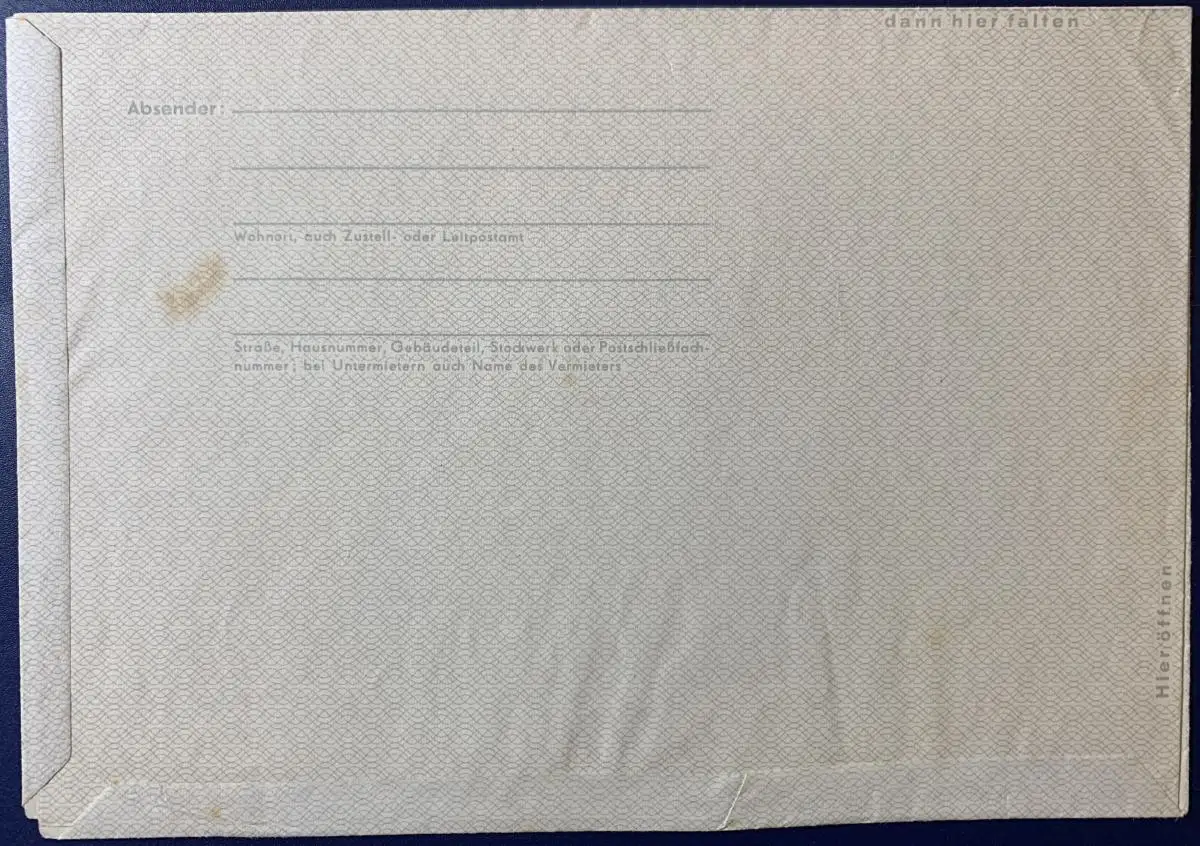 dann hier falten
Absender:
Wohnort, auch Zustell- oder Leitpostamt
Straße, Hausnummer, Gebäudeteil, Stockwerk oder Postschließfach-
nummer; bei Untermietern auch Name des Vermieters
Hier öffnen